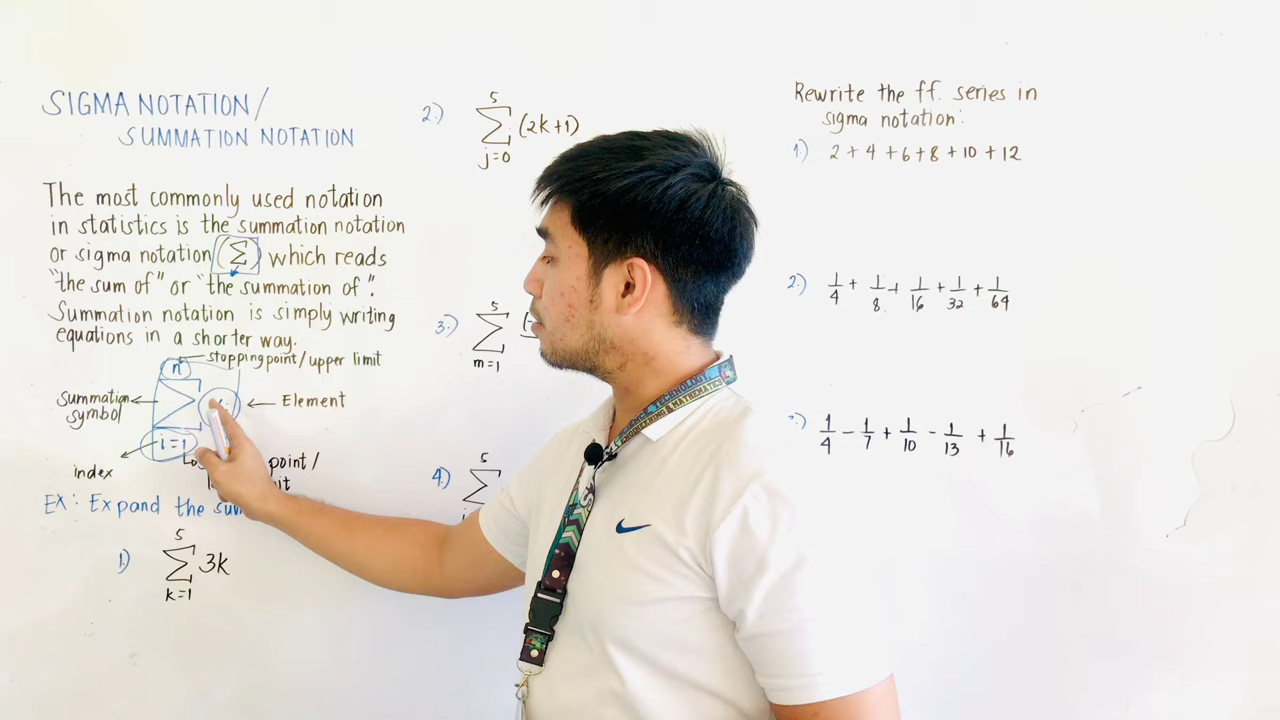 SIGMA NOTATION/
SUMMATION NOTATION
The most commonly used notation
in statistics is the summation notation
or sigma notation (Σ) which reads
"the sum of" or "the summation of".
Summation notation is simply writing
equations in a shorter way.
n ← stopping point/upper limit
Summation
symbol
Σ
← Element
i=1
index
point/
Ex: Expand the
1.) 5
Σ 3k
k=1
2.) 5
Σ (2k+1)
j=0
3.) 5
Σ
m=1
4.) 5
Σ
Rewrite the ff. series in
sigma notation:
1.) 2+4+6+8+10+12
2.) 1/4 + 1/8 + 1/16 + 1/32 + 1/64
1/4 - 1/7 + 1/10 - 1/13 + 1/16
SCIENCE, TECHNOLOGY
ENGINEERING & MATHEMATICS